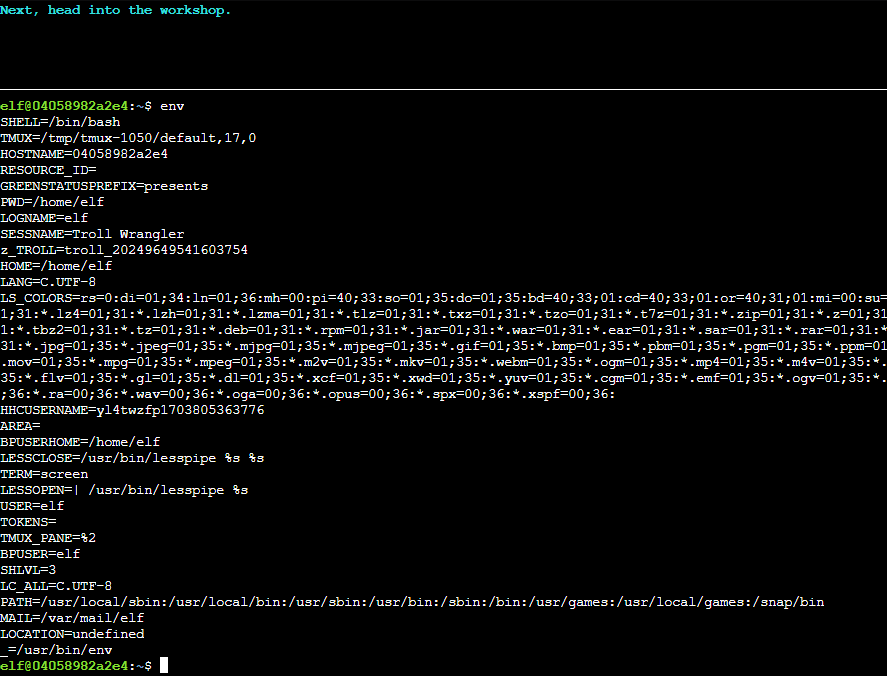 Next, head into the workshop.
elf@04058982a2e4:~$ env
SHELL=/bin/bash
TMUX=/tmp/tmux-1050/default,17,0
HOSTNAME=04058982a2e4
RESOURCE_ID=
GREENSTATUSPREFIX=presents
PWD=/home/elf
LOGNAME=elf
SESSNAME=Troll Wrangler
z_TROLL=troll_20249649541603754
HOME=/home/elf
LANG=C.UTF-8
LS_COLORS=rs=0:di=01;34:ln=01;36:mh=00:pi=40;33:so=01;35:do=01;35:bd=40;33;01:cd=40;33;01:or=40;31;01:mi=00:su=
1;31:*.lz4=01;31:*.lzh=01;31:*.lzma=01;31:*.tlz=01;31:*.txz=01;31:*.tzo=01;31:*.t7z=01;31:*.zip=01;31:*.z=01;31
1:*.tbz2=01;31:*.tz=01;31:*.deb=01;31:*.rpm=01;31:*.jar=01;31:*.war=01;31:*.ear=01;31:*.sar=01;31:*.rar=01;31:*
31:*.jpg=01;35:*.jpeg=01;35:*.mjpg=01;35:*.mjpeg=01;35:*.gif=01;35:*.bmp=01;35:*.pbm=01;35:*.pgm=01;35:*.ppm=01
.mov=01;35:*.mpg=01;35:*.mpeg=01;35:*.m2v=01;35:*.mkv=01;35:*.webm=01;35:*.ogm=01;35:*.mp4=01;35:*.m4v=01;35:*.
35:*.flv=01;35:*.gl=01;35:*.dl=01;35:*.xcf=01;35:*.xwd=01;35:*.yuv=01;35:*.cgm=01;35:*.emf=01;35:*.ogv=01;35:*.
;36:*.ra=00;36:*.wav=00;36:*.oga=00;36:*.opus=00;36:*.spx=00;36:*.xspf=00;36:
HHCUSERNAME=yl4twzfp1703805363776
AREA=
BPUSERHOME=/home/elf
LESSCLOSE=/usr/bin/lesspipe %s %s
TERM=screen
LESSOPEN=| /usr/bin/lesspipe %s
USER=elf
TOKENS=
TMUX_PANE=%2
BPUSER=elf
SHLVL=3
LC_ALL=C.UTF-8
PATH=/usr/local/sbin:/usr/local/bin:/usr/sbin:/usr/bin:/sbin:/bin:/usr/games:/usr/local/games:/snap/bin
MAIL=/var/mail/elf
LOCATION=undefined
_=/usr/bin/env
elf@04058982a2e4:~$